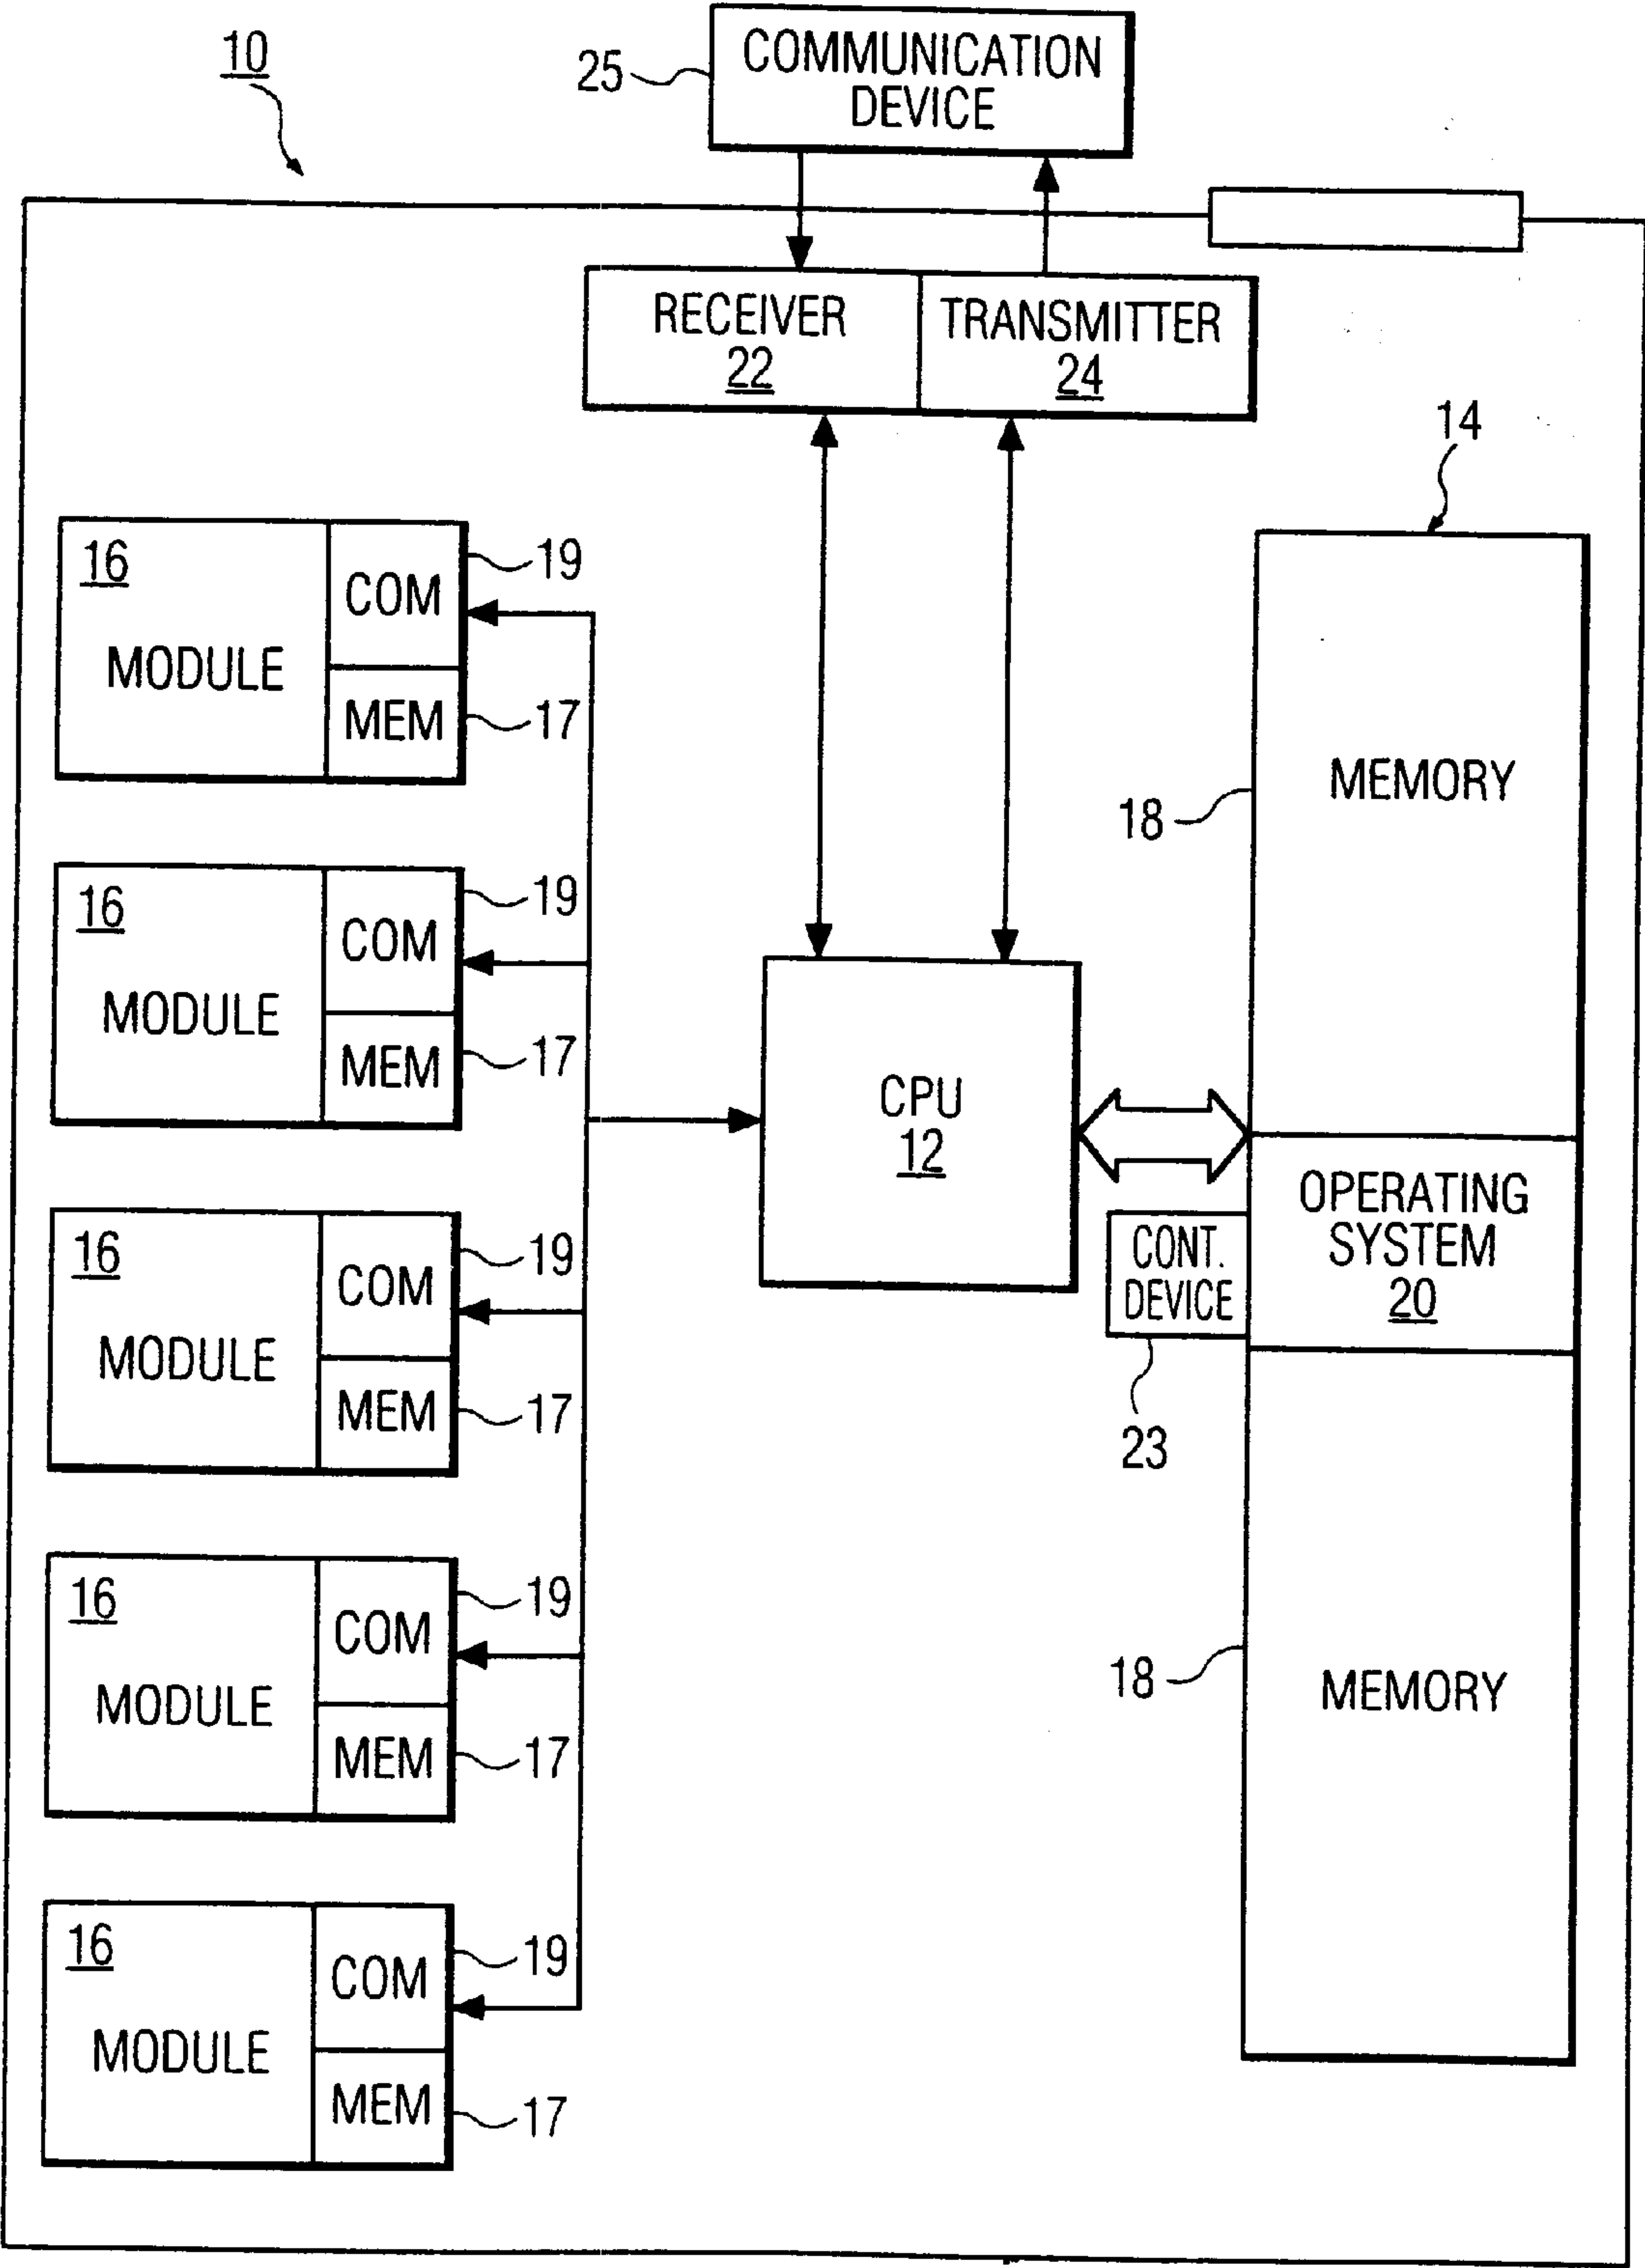 10
25
COMMUNICATION
DEVICE
RECEIVER
22
TRANSMITTER
24
14
16
MODULE
COM
MEM
19
17
16
MODULE
COM
MEM
19
17
16
MODULE
COM
MEM
19
17
16
MODULE
COM
MEM
19
17
16
MODULE
COM
MEM
19
17
CPU
12
18
MEMORY
OPERATING
SYSTEM
20
CONT.
DEVICE
23
18
MEMORY